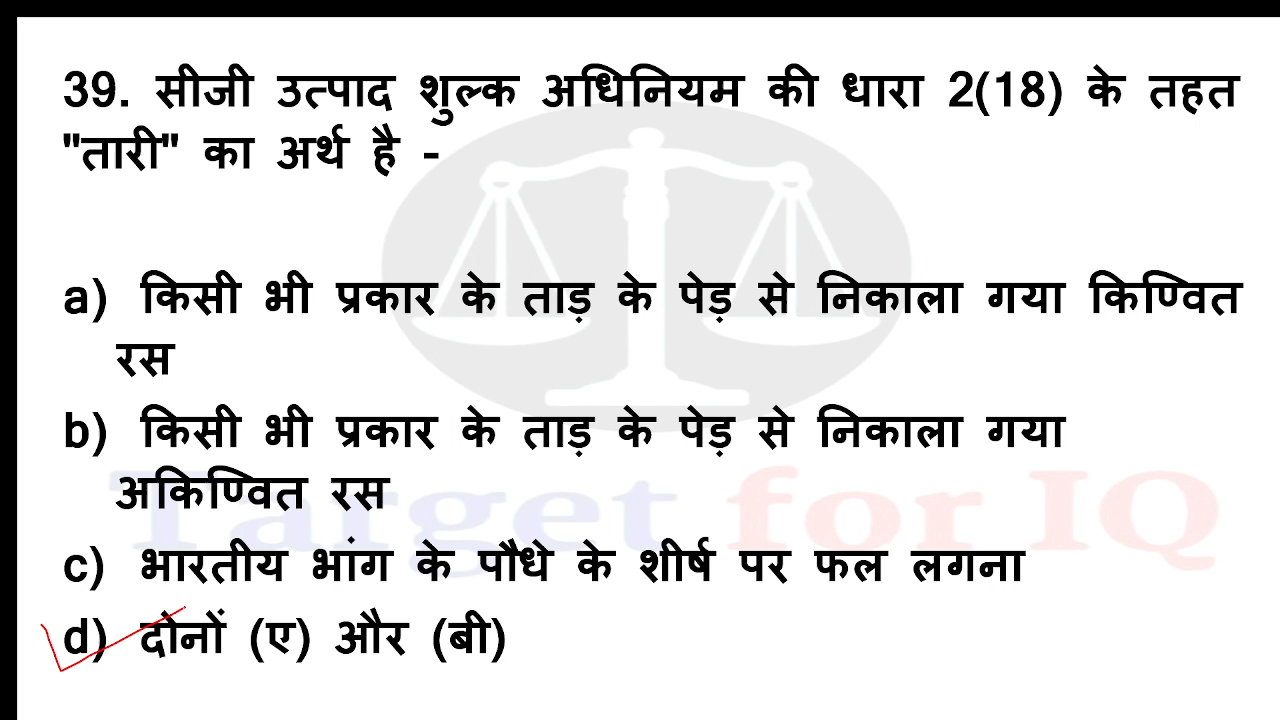 39. सीजी उत्पाद शुल्क अधिनियम की धारा 2(18) के तहत
"तारी" का अर्थ है -
a) किसी भी प्रकार के ताड़ के पेड़ से निकाला गया किण्वित
रस
b) किसी भी प्रकार के ताड़ के पेड़ से निकाला गया
अकिण्वित रस
Target for IQ
c) भारतीय भांग के पौधे के शीर्ष पर फल लगना
d) दोनों (ए) और (बी)